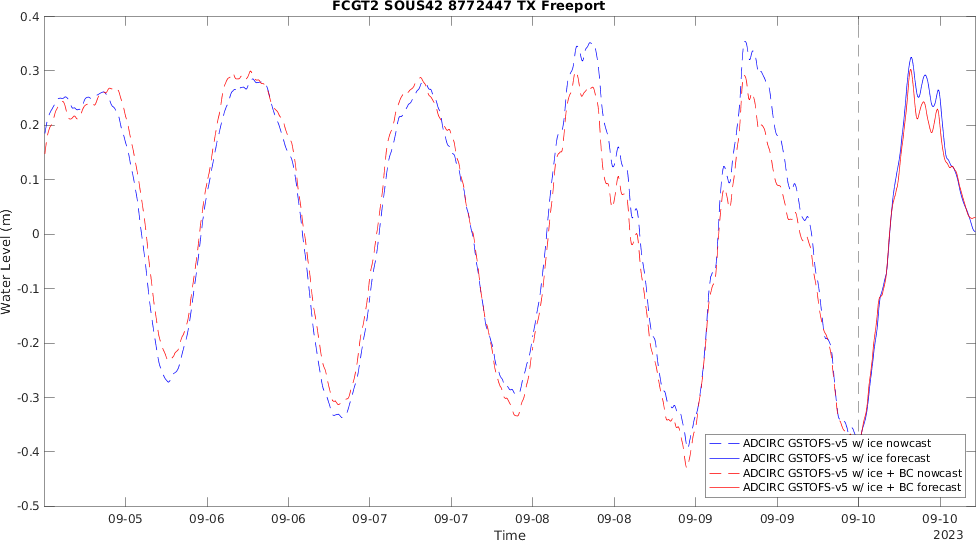 FCGT2 SOUS42 8772447 TX Freeport
Water Level (m)
0.4
0.3
0.2
0.1
0
-0.1
-0.2
-0.3
-0.4
-0.5
09-05 09-06 09-06 09-07 09-07 09-08 09-08 09-09 09-09 09-10 09-10
2023
Time
ADCIRC GSTOFS-v5 w/ ice nowcast
ADCIRC GSTOFS-v5 w/ ice forecast
ADCIRC GSTOFS-v5 w/ ice + BC nowcast
ADCIRC GSTOFS-v5 w/ ice + BC forecast